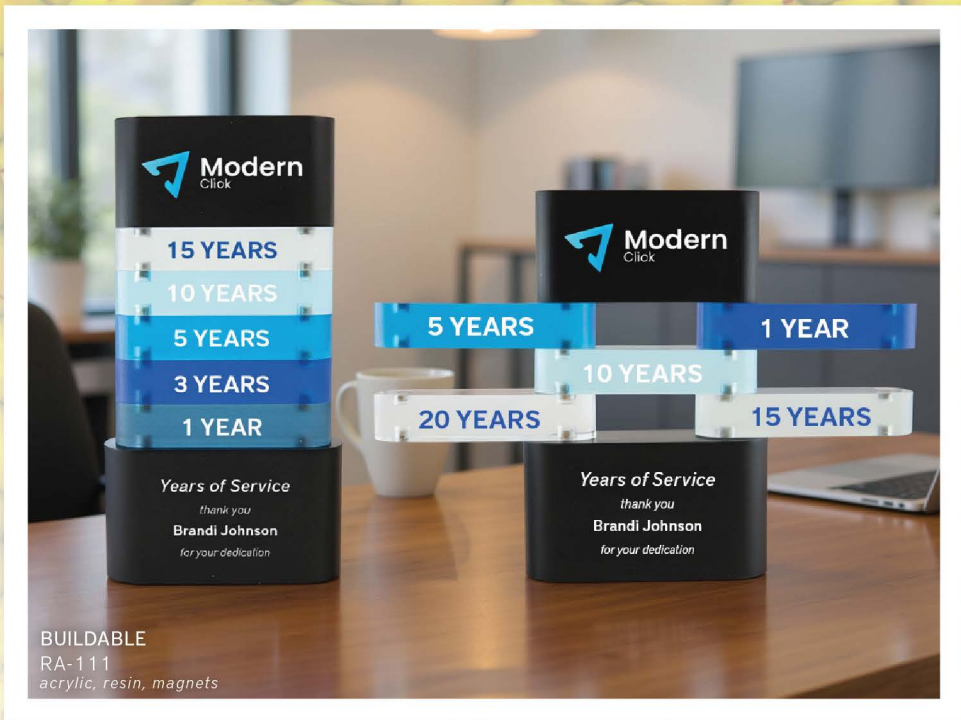 Modern
Click
15 YEARS
10 YEARS
5 YEARS
3 YEARS
1 YEAR
Years of Service
thank you
Brandi Johnson
for your dedication
Modern
Click
5 YEARS
1 YEAR
10 YEARS
20 YEARS
15 YEARS
Years of Service
thank you
Brandi Johnson
for your dedication
BUILDABLE
RA-111
acrylic, resin, magnets